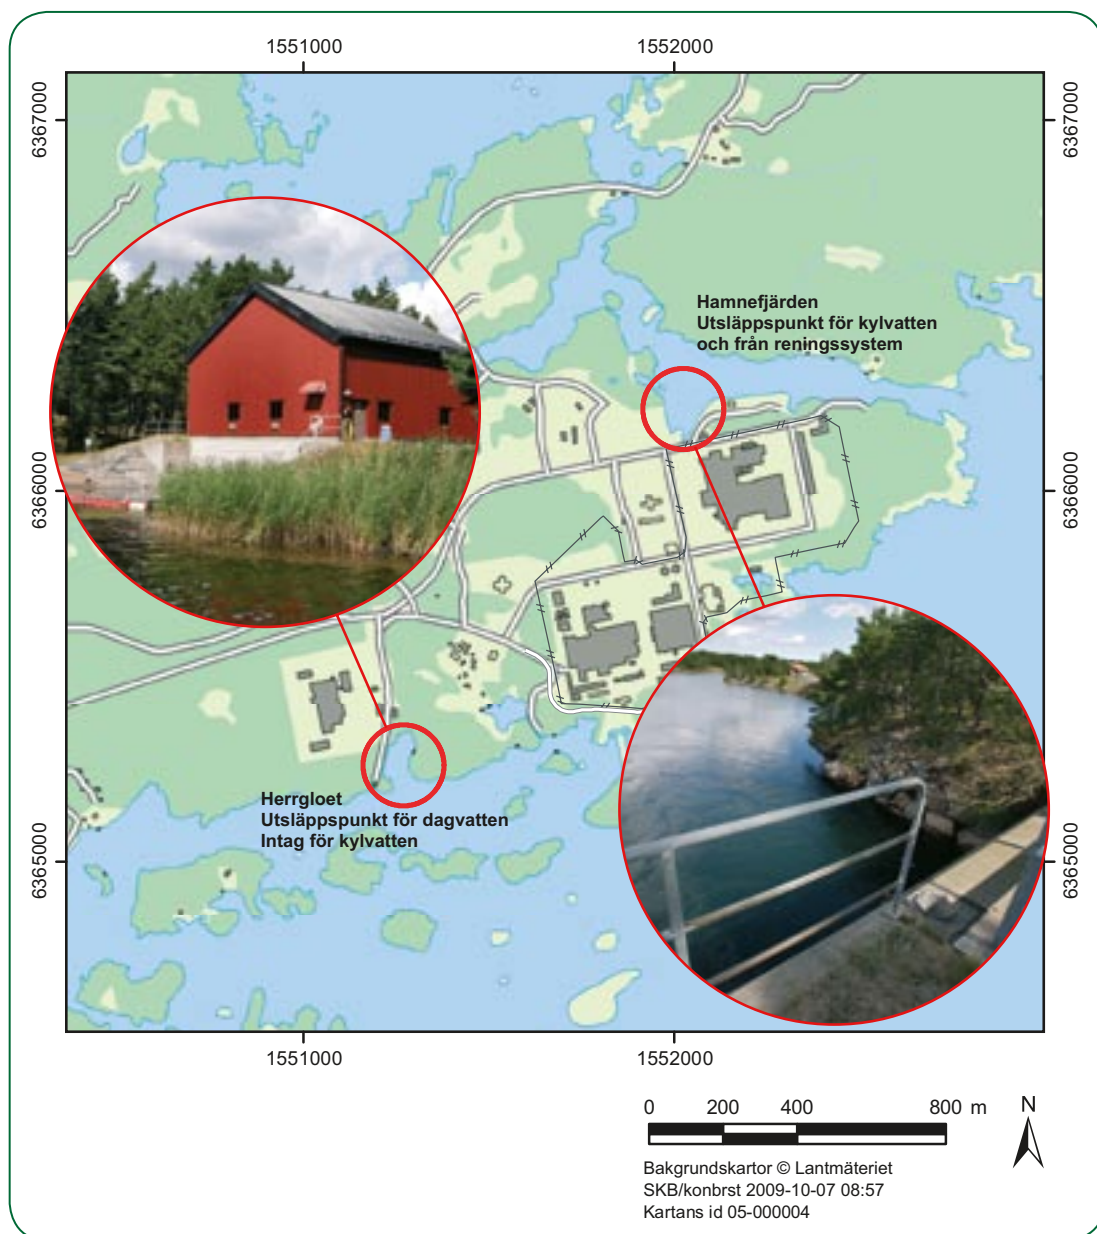 1551000
1552000
6367000
6367000
Hamnefjärden
Utsläppspunkt för kylvatten
och från reningssystem
6366000
6366000
Herrgloet
Utsläppspunkt för dagvatten
Intag för kylvatten
6365000
6365000
1551000
1552000
0 200 400 800 m
N
Bakgrundskartor © Lantmäteriet
SKB/konbrst 2009-10-07 08:57
Kartans id 05-000004